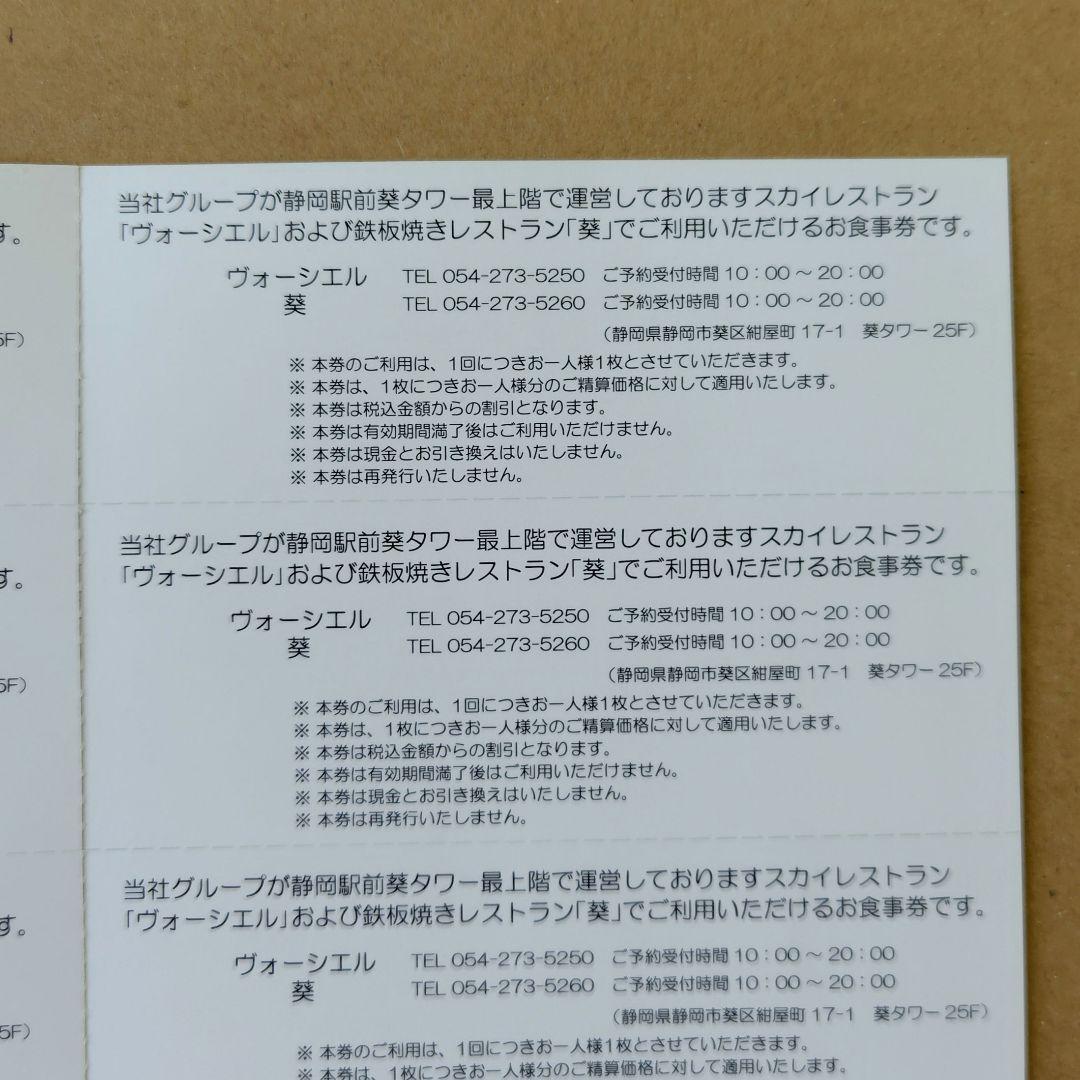 当社グループが静岡駅前葵タワー最上階で運営しておりますスカイレストラン
「ヴォーシエル」および鉄板焼きレストラン「葵」でご利用いただけるお食事券です。
ヴォーシエル TEL 054-273-5250 ご予約受付時間 10：00 ～ 20：00
葵 TEL 054-273-5260 ご予約受付時間 10：00 ～ 20：00
（静岡県静岡市葵区紺屋町 17-1 葵タワー 25F）
※ 本券のご利用は、1回につきお一人様1枚とさせていただきます。
※ 本券は、1枚につきお一人様分のご精算価格に対して適用いたします。
※ 本券は税込金額からの割引となります。
※ 本券は有効期間満了後はご利用いただけません。
※ 本券は現金とお引き換えはいたしません。
※ 本券は再発行いたしません。
当社グループが静岡駅前葵タワー最上階で運営しておりますスカイレストラン
「ヴォーシエル」および鉄板焼きレストラン「葵」でご利用いただけるお食事券です。
ヴォーシエル TEL 054-273-5250 ご予約受付時間 10：00 ～ 20：00
葵 TEL 054-273-5260 ご予約受付時間 10：00 ～ 20：00
（静岡県静岡市葵区紺屋町 17-1 葵タワー 25F）
※ 本券のご利用は、1回につきお一人様1枚とさせていただきます。
※ 本券は、1枚につきお一人様分のご精算価格に対して適用いたします。
※ 本券は税込金額からの割引となります。
※ 本券は有効期間満了後はご利用いただけません。
※ 本券は現金とお引き換えはいたしません。
※ 本券は再発行いたしません。
当社グループが静岡駅前葵タワー最上階で運営しておりますスカイレストラン
「ヴォーシエル」および鉄板焼きレストラン「葵」でご利用いただけるお食事券です。
ヴォーシエル TEL 054-273-5250 ご予約受付時間 10：00 ～ 20：00
葵 TEL 054-273-5260 ご予約受付時間 10：00 ～ 20：00
（静岡県静岡市葵区紺屋町 17-1 葵タワー 25F）
※ 本券のご利用は、1回につきお一人様1枚とさせていただきます。
※ 本券は、1枚につきお一人様分のご精算価格に対して適用いたします。
す。
5F）
す。
5F）
す。
5F）